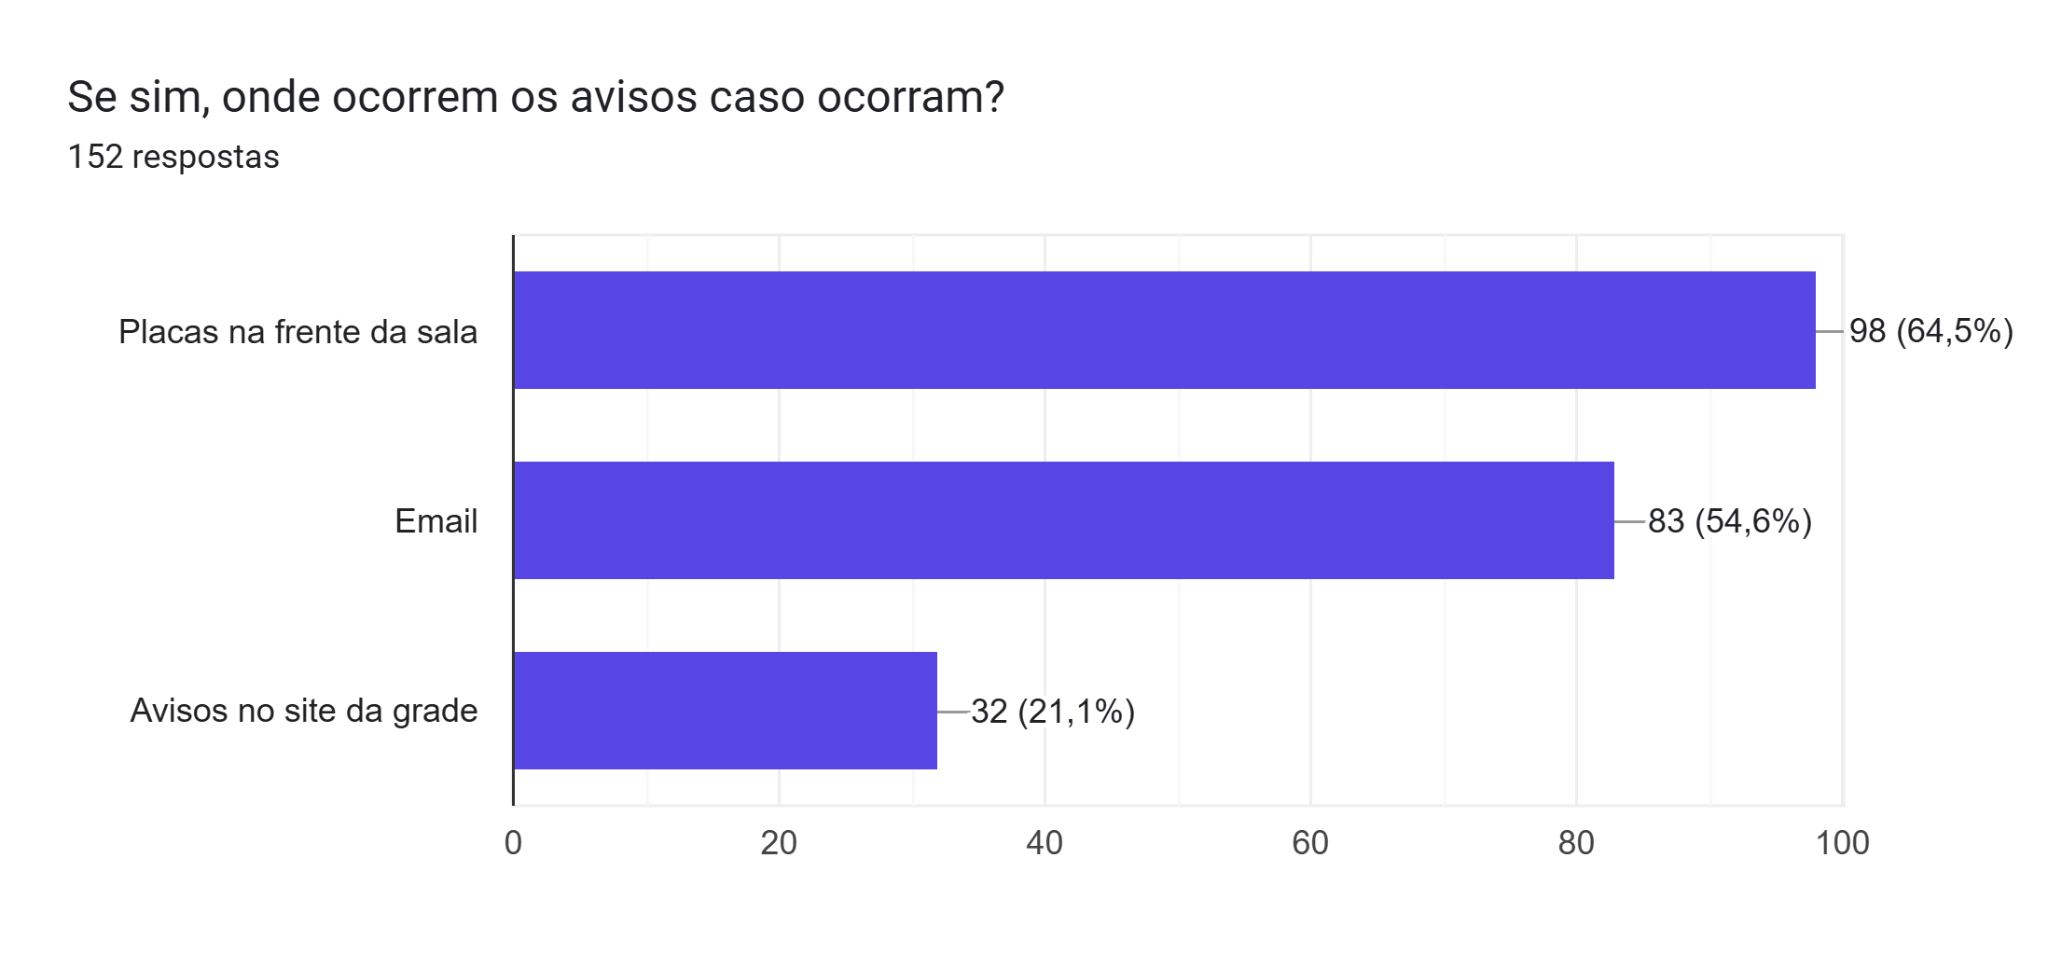 Se sim, onde ocorrem os avisos caso ocorram?
152 respostas
Placas na frente da sala
98 (64,5%)
Email
83 (54,6%)
Avisos no site da grade
32 (21,1%)
0 20 40 60 80 100